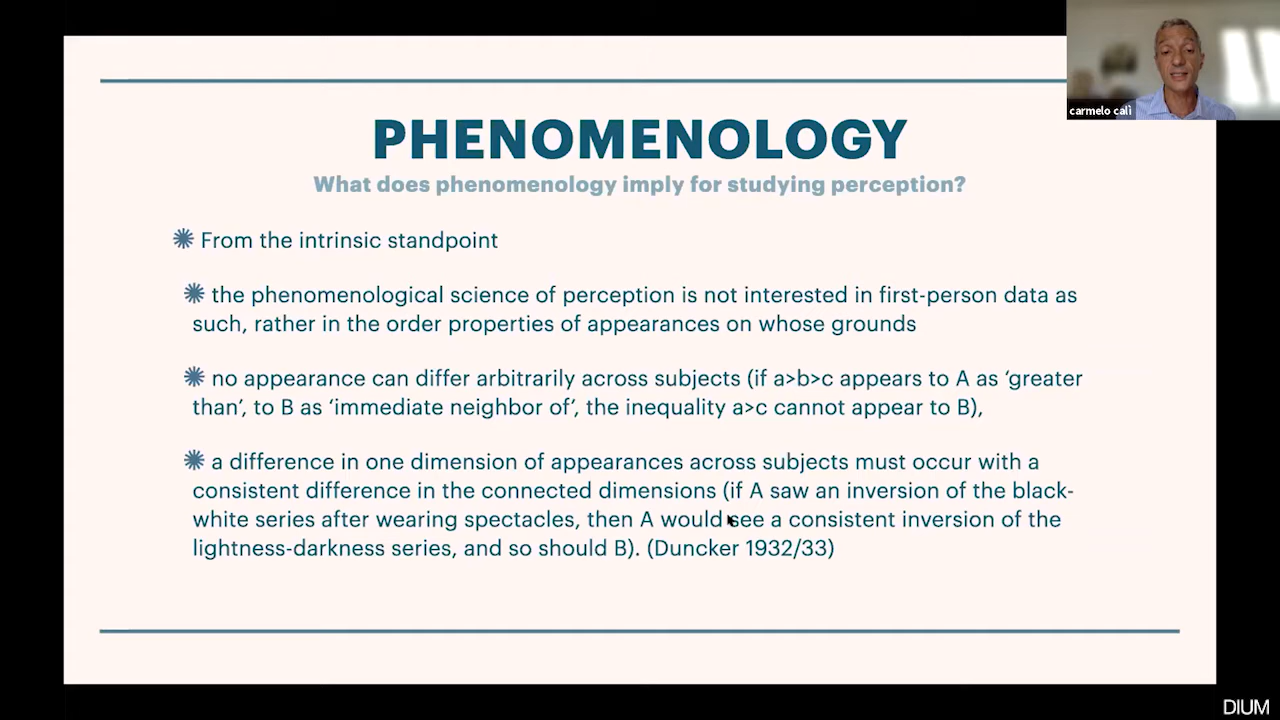 carmelo calì
PHENOMENOLOGY
What does phenomenology imply for studying perception?
From the intrinsic standpoint
the phenomenological science of perception is not interested in first-person data as
such, rather in the order properties of appearances on whose grounds
no appearance can differ arbitrarily across subjects (if a>b>c appears to A as ‘greater
than’, to B as ‘immediate neighbor of’, the inequality a>c cannot appear to B),
a difference in one dimension of appearances across subjects must occur with a
consistent difference in the connected dimensions (if A saw an inversion of the black-
white series after wearing spectacles, then A would see a consistent inversion of the
lightness-darkness series, and so should B). (Duncker 1932/33)
DIUM